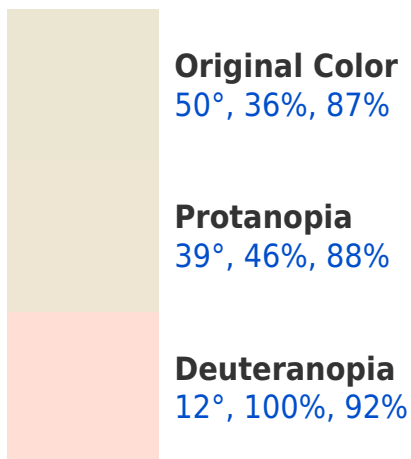 Original Color
50°, 36%, 87%
Protanopia
39°, 46%, 88%
Deuteranopia
12°, 100%, 92%